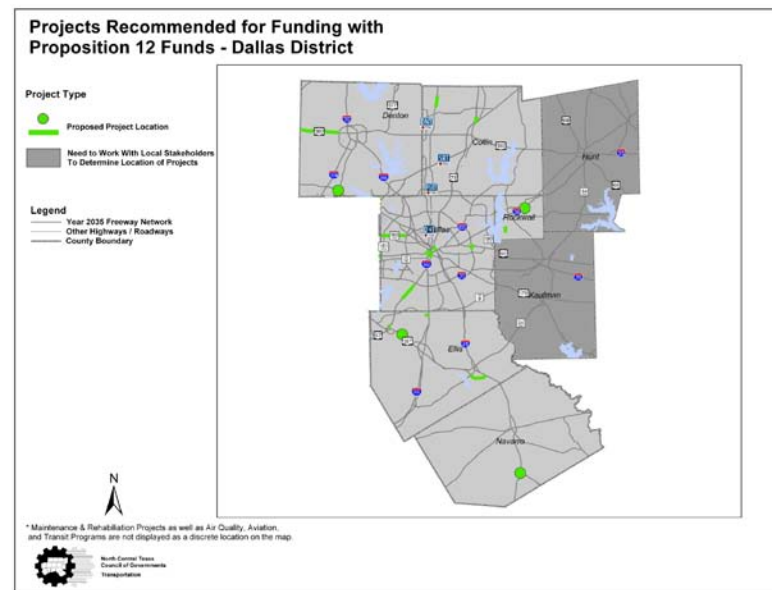 Projects Recommended for Funding with
Proposition 12 Funds - Dallas District
Project Type
Proposed Project Location
Need to Work With Local Stakeholders
To Determine Location of Projects
Legend
Year 2035 Freeway Network
Other Highways / Roadways
County Boundary
Denton
Collin
Hunt
Rockwall
Dallas
Kaufman
Ellis
Navarro
N
* Maintenance & Rehabilitation Projects as well as Air Quality, Aviation,
and Transit Programs are not displayed as a discrete location on the map.
North Central Texas
Council of Governments
Transportation